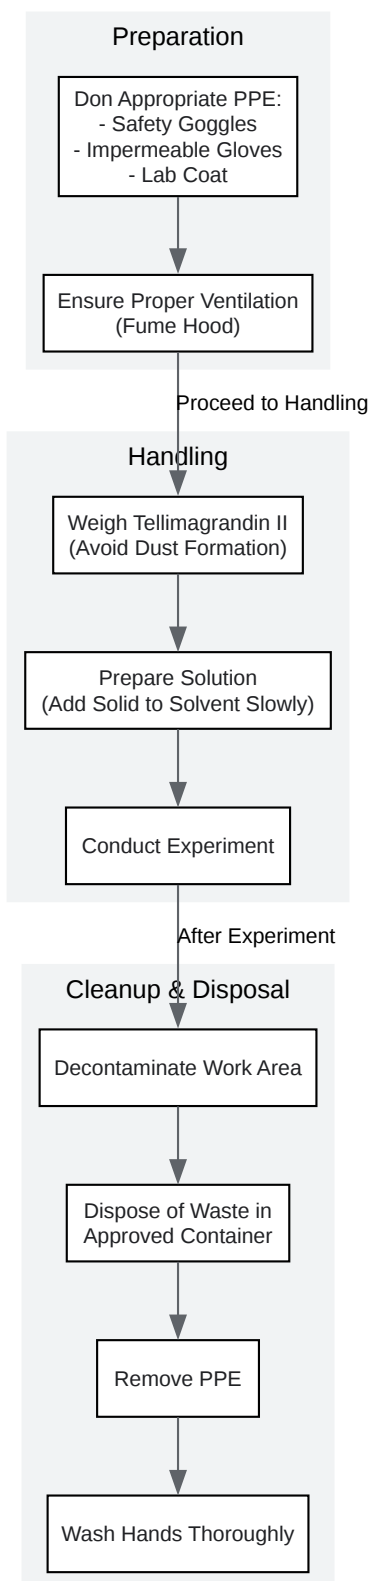 Preparation
Don Appropriate PPE:
- Safety Goggles
- Impermeable Gloves
- Lab Coat
Ensure Proper Ventilation
(Fume Hood)
Proceed to Handling
Handling
Weigh Tellimagrandin II
(Avoid Dust Formation)
Prepare Solution
(Add Solid to Solvent Slowly)
Conduct Experiment
After Experiment
Cleanup & Disposal
Decontaminate Work Area
Dispose of Waste in
Approved Container
Remove PPE
Wash Hands Thoroughly